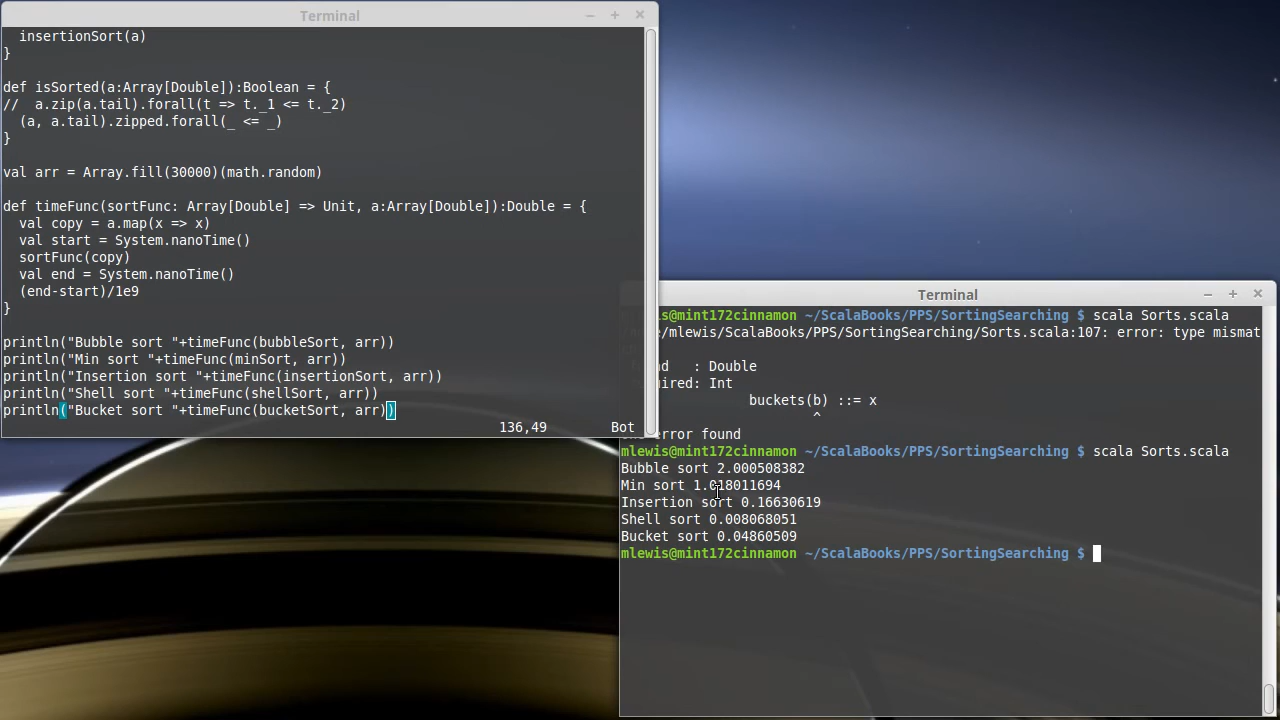 Terminal
insertionSort(a)
}
def isSorted(a:Array[Double]):Boolean = {
//  a.zip(a.tail).forall(t => t._1 <= t._2)
(a, a.tail).zipped.forall(_ <= _)
}
val arr = Array.fill(30000)(math.random)
def timeFunc(sortFunc: Array[Double] => Unit, a:Array[Double]):Double = {
val copy = a.map(x => x)
val start = System.nanoTime()
sortFunc(copy)
val end = System.nanoTime()
(end-start)/1e9
}
println("Bubble sort "+timeFunc(bubbleSort, arr))
println("Min sort "+timeFunc(minSort, arr))
println("Insertion sort "+timeFunc(insertionSort, arr))
println("Shell sort "+timeFunc(shellSort, arr))
println("Bucket sort "+timeFunc(bucketSort, arr))
136,49 Bot
Terminal
@mint172cinnamon ~/ScalaBooks/PPS/SortingSearching $ scala Sorts.scala
/mlewis/ScalaBooks/PPS/SortingSearching/Sorts.scala:107: error: type mismat
: Double
: Int
buckets(b) ::= x
^
error found
mlewis@mint172cinnamon ~/ScalaBooks/PPS/SortingSearching $ scala Sorts.scala
Bubble sort 2.000508382
Min sort 1.018011694
Insertion sort 0.16630619
Shell sort 0.008068051
Bucket sort 0.04860509
mlewis@mint172cinnamon ~/ScalaBooks/PPS/SortingSearching $